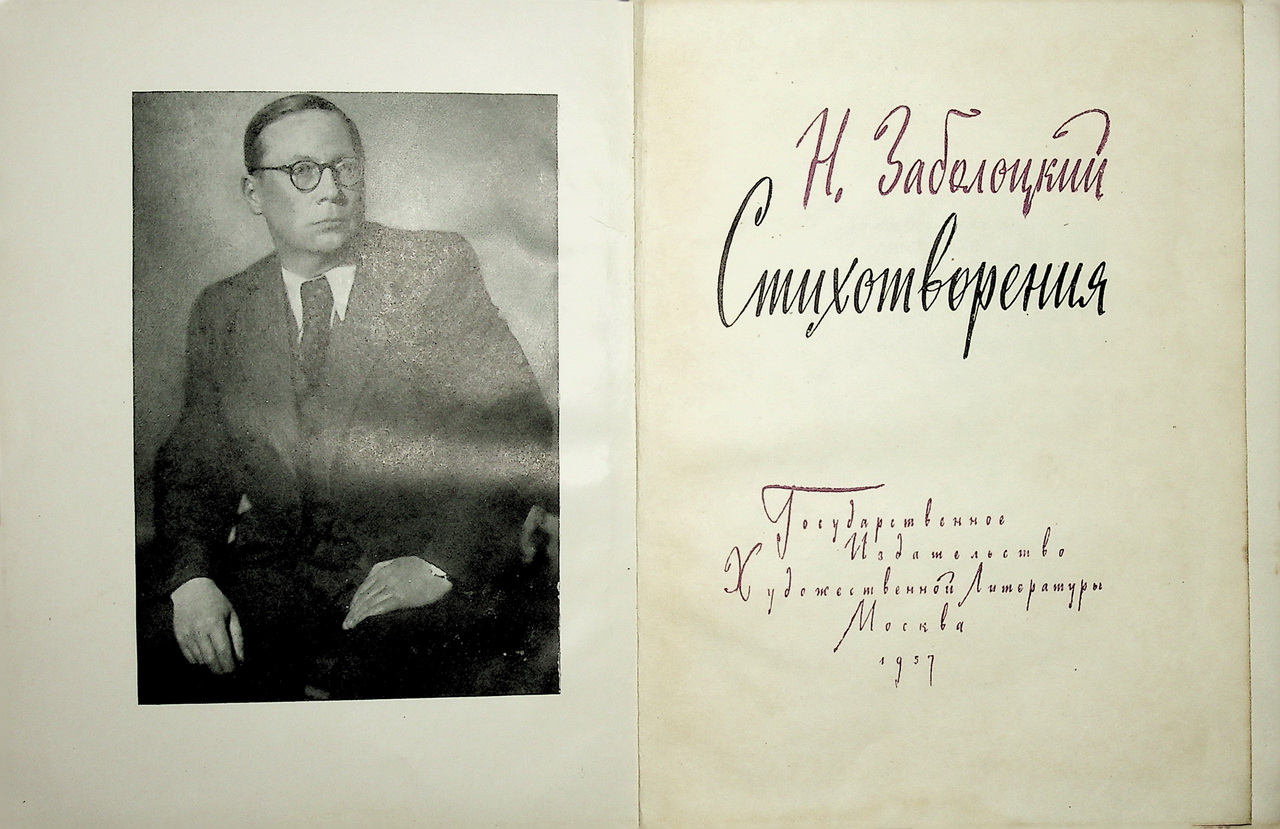 Н. Заболоцкий
Стихотворения
Государственное
Издательство
Художественной Литературы
Москва
1957